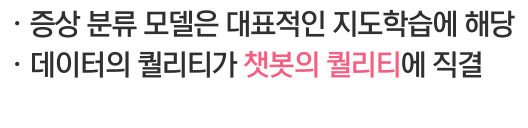 · 증상 분류 모델은 대표적인 지도학습에 해당
· 데이터의 퀄리티가 챗봇의 퀄리티에 직결